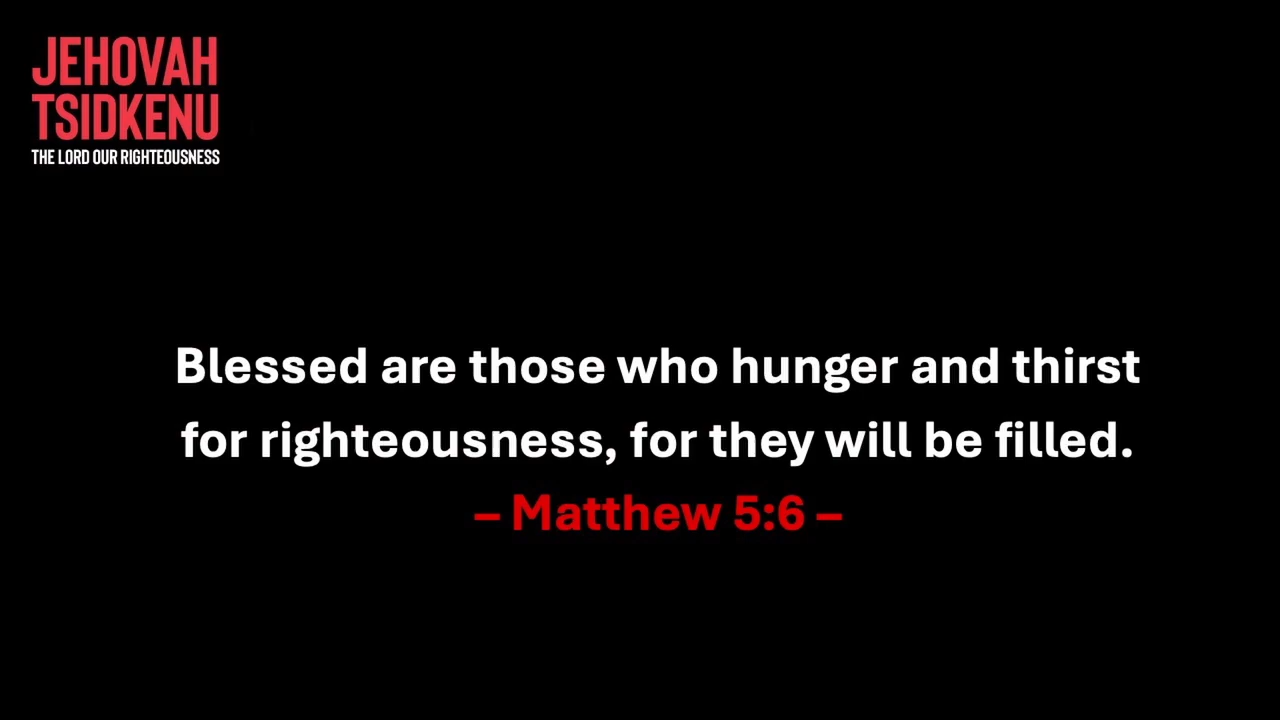 JEHOVAH
TSIDKENU
THE LORD OUR RIGHTEOUSNESS
Blessed are those who hunger and thirst
for righteousness, for they will be filled.
– Matthew 5:6 –